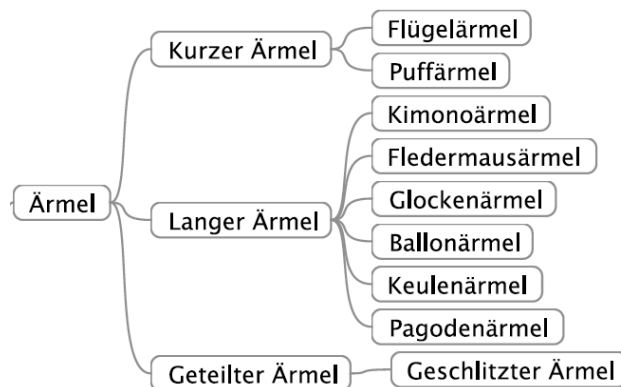 Ärmel
Kurzer Ärmel
Flügelärmel
Puffärmel
Langer Ärmel
Kimonoärmel
Fledermausärmel
Glockenärmel
Ballonärmel
Keulenärmel
Pagodenärmel
Geteilter Ärmel
Geschlitzter Ärmel